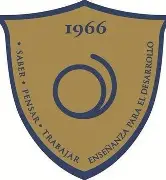 1966
• SABER • PENSAR • TRABAJAR
ENSEÑANZA PARA EL DESARROLLO